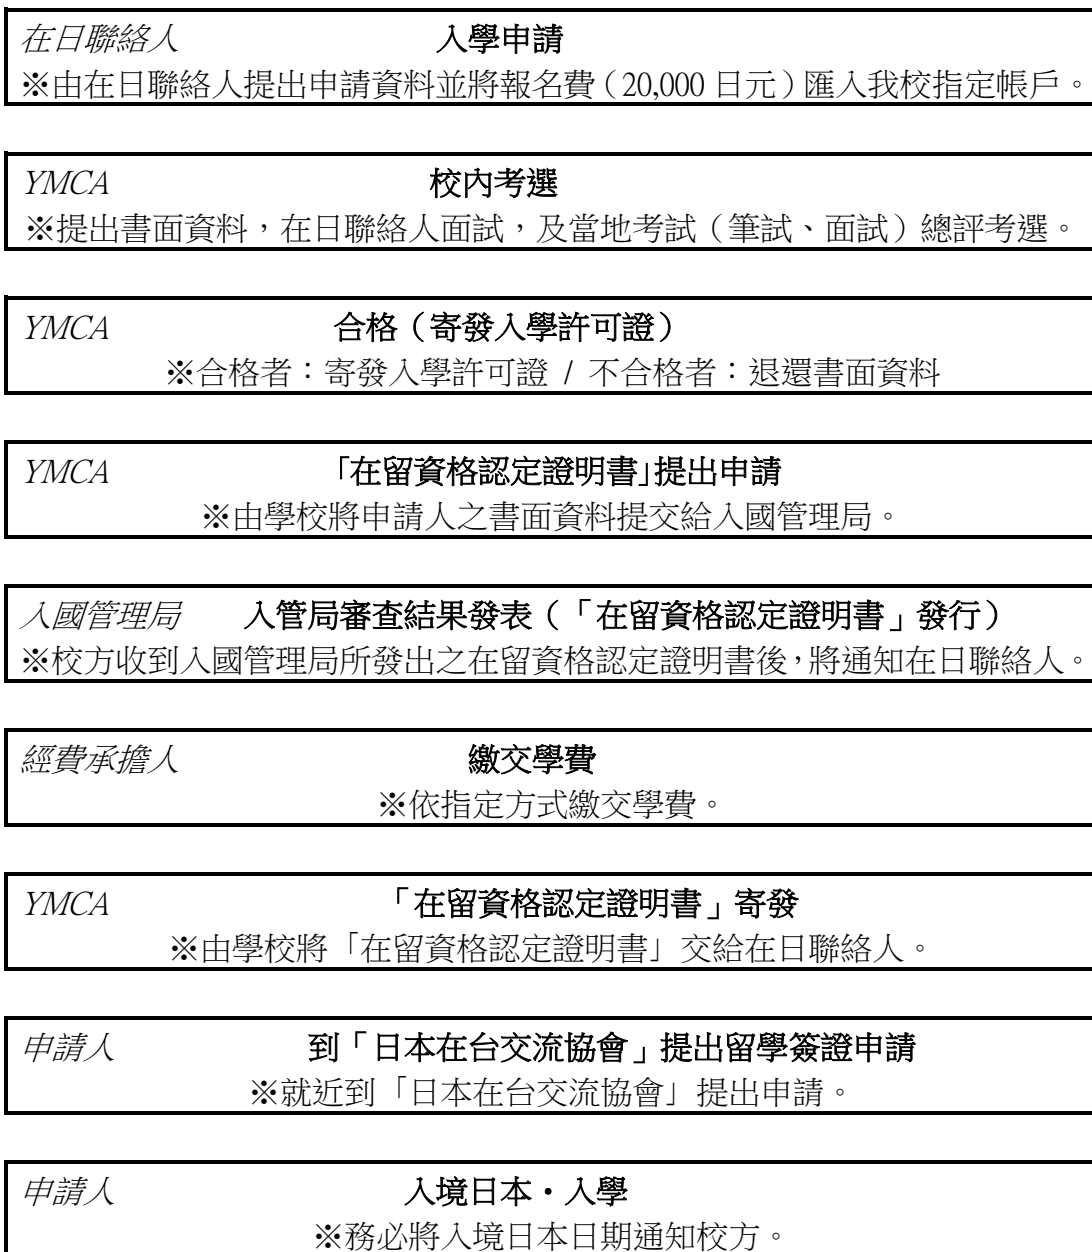 在日聯絡人 入學申請
※由在日聯絡人提出申請資料並將報名費（20,000 日元）匯入我校指定帳戶。
YMCA 校內考選
※提出書面資料，在日聯絡人面試，及當地考試（筆試、面試）總評考選。
YMCA 合格（寄發入學許可證）
※合格者：寄發入學許可證 / 不合格者：退還書面資料
YMCA 「在留資格認定證明書」提出申請
※由學校將申請人之書面資料提交給入國管理局。
入國管理局 入管局審查結果發表（「在留資格認定證明書」發行）
※校方收到入國管理局所發出之在留資格認定證明書後，將通知在日聯絡人。
經費承擔人 繳交學費
※依指定方式繳交學費。
YMCA 「在留資格認定證明書」寄發
※由學校將「在留資格認定證明書」交給在日聯絡人。
申請人 到「日本在台交流協會」提出留學簽證申請
※就近到「日本在台交流協會」提出申請。
申請人 入境日本・入學
※務必將入境日本日期通知校方。